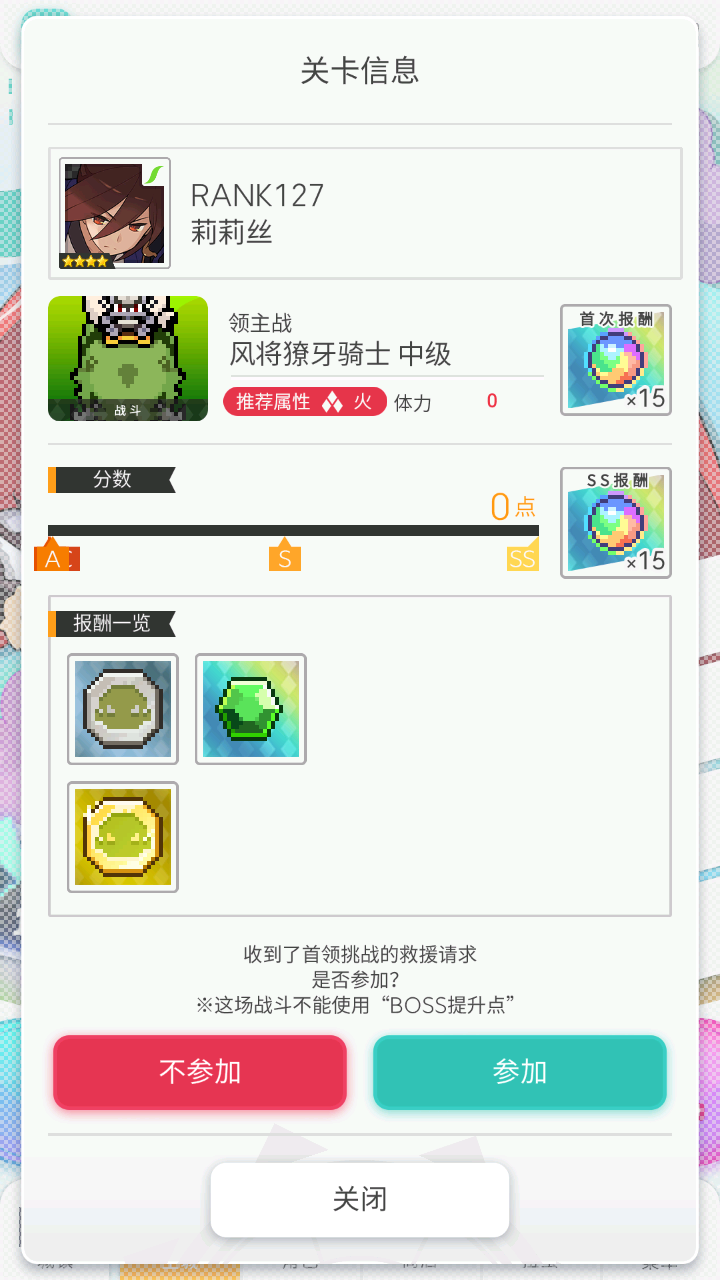 关卡信息
RANK127
莉莉丝
领主战
风将獠牙骑士 中级
战斗
推荐属性 火 体力 0
首次报酬
×15
分数
0点
A
S
SS
SS报酬
×15
报酬一览
收到了首领挑战的救援请求
是否参加？
※这场战斗不能使用“BOSS提升点”
不参加
参加
关闭